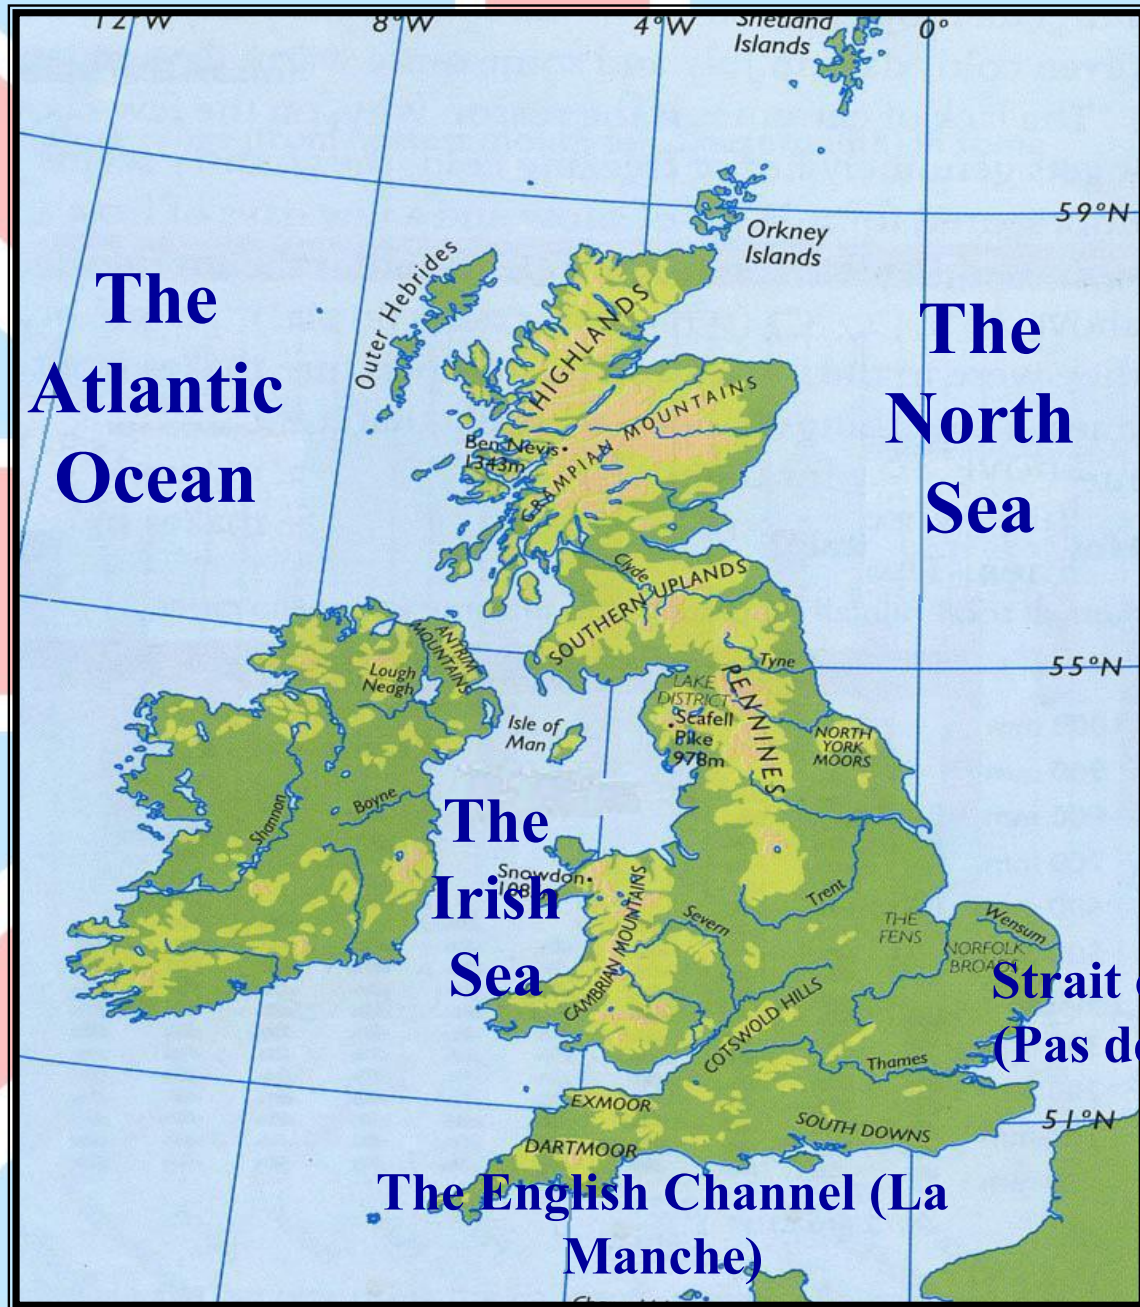 12°W
8°W
4°W
0°
Shetland
Islands
59°N
Orkney
Islands
Outer Hebrides
The
Atlantic
Ocean
The
North
Sea
HIGHLANDS
GRAMPIAN MOUNTAINS
Ben Nevis
1343m
Clyde
SOUTHERN UPLANDS
ANTRIM
MOUNTAINS
Lough
Neagh
Tyne
55°N
LAKE
DISTRICT
Scafell
Pike
978m
PENNINES
Isle of
Man
NORTH
YORK
MOORS
Shannon
Boyne
The
Irish
Sea
Snowdon
108
CAMBRIAN MOUNTAINS
Severn
Trent
THE
FENS
Wensum
NORFOLK
BROADS
Strait
(Pas de
COTSWOLD HILLS
Thames
EXMOOR
DARTMOOR
SOUTH DOWNS
51°N
The English Channel (La
Manche)